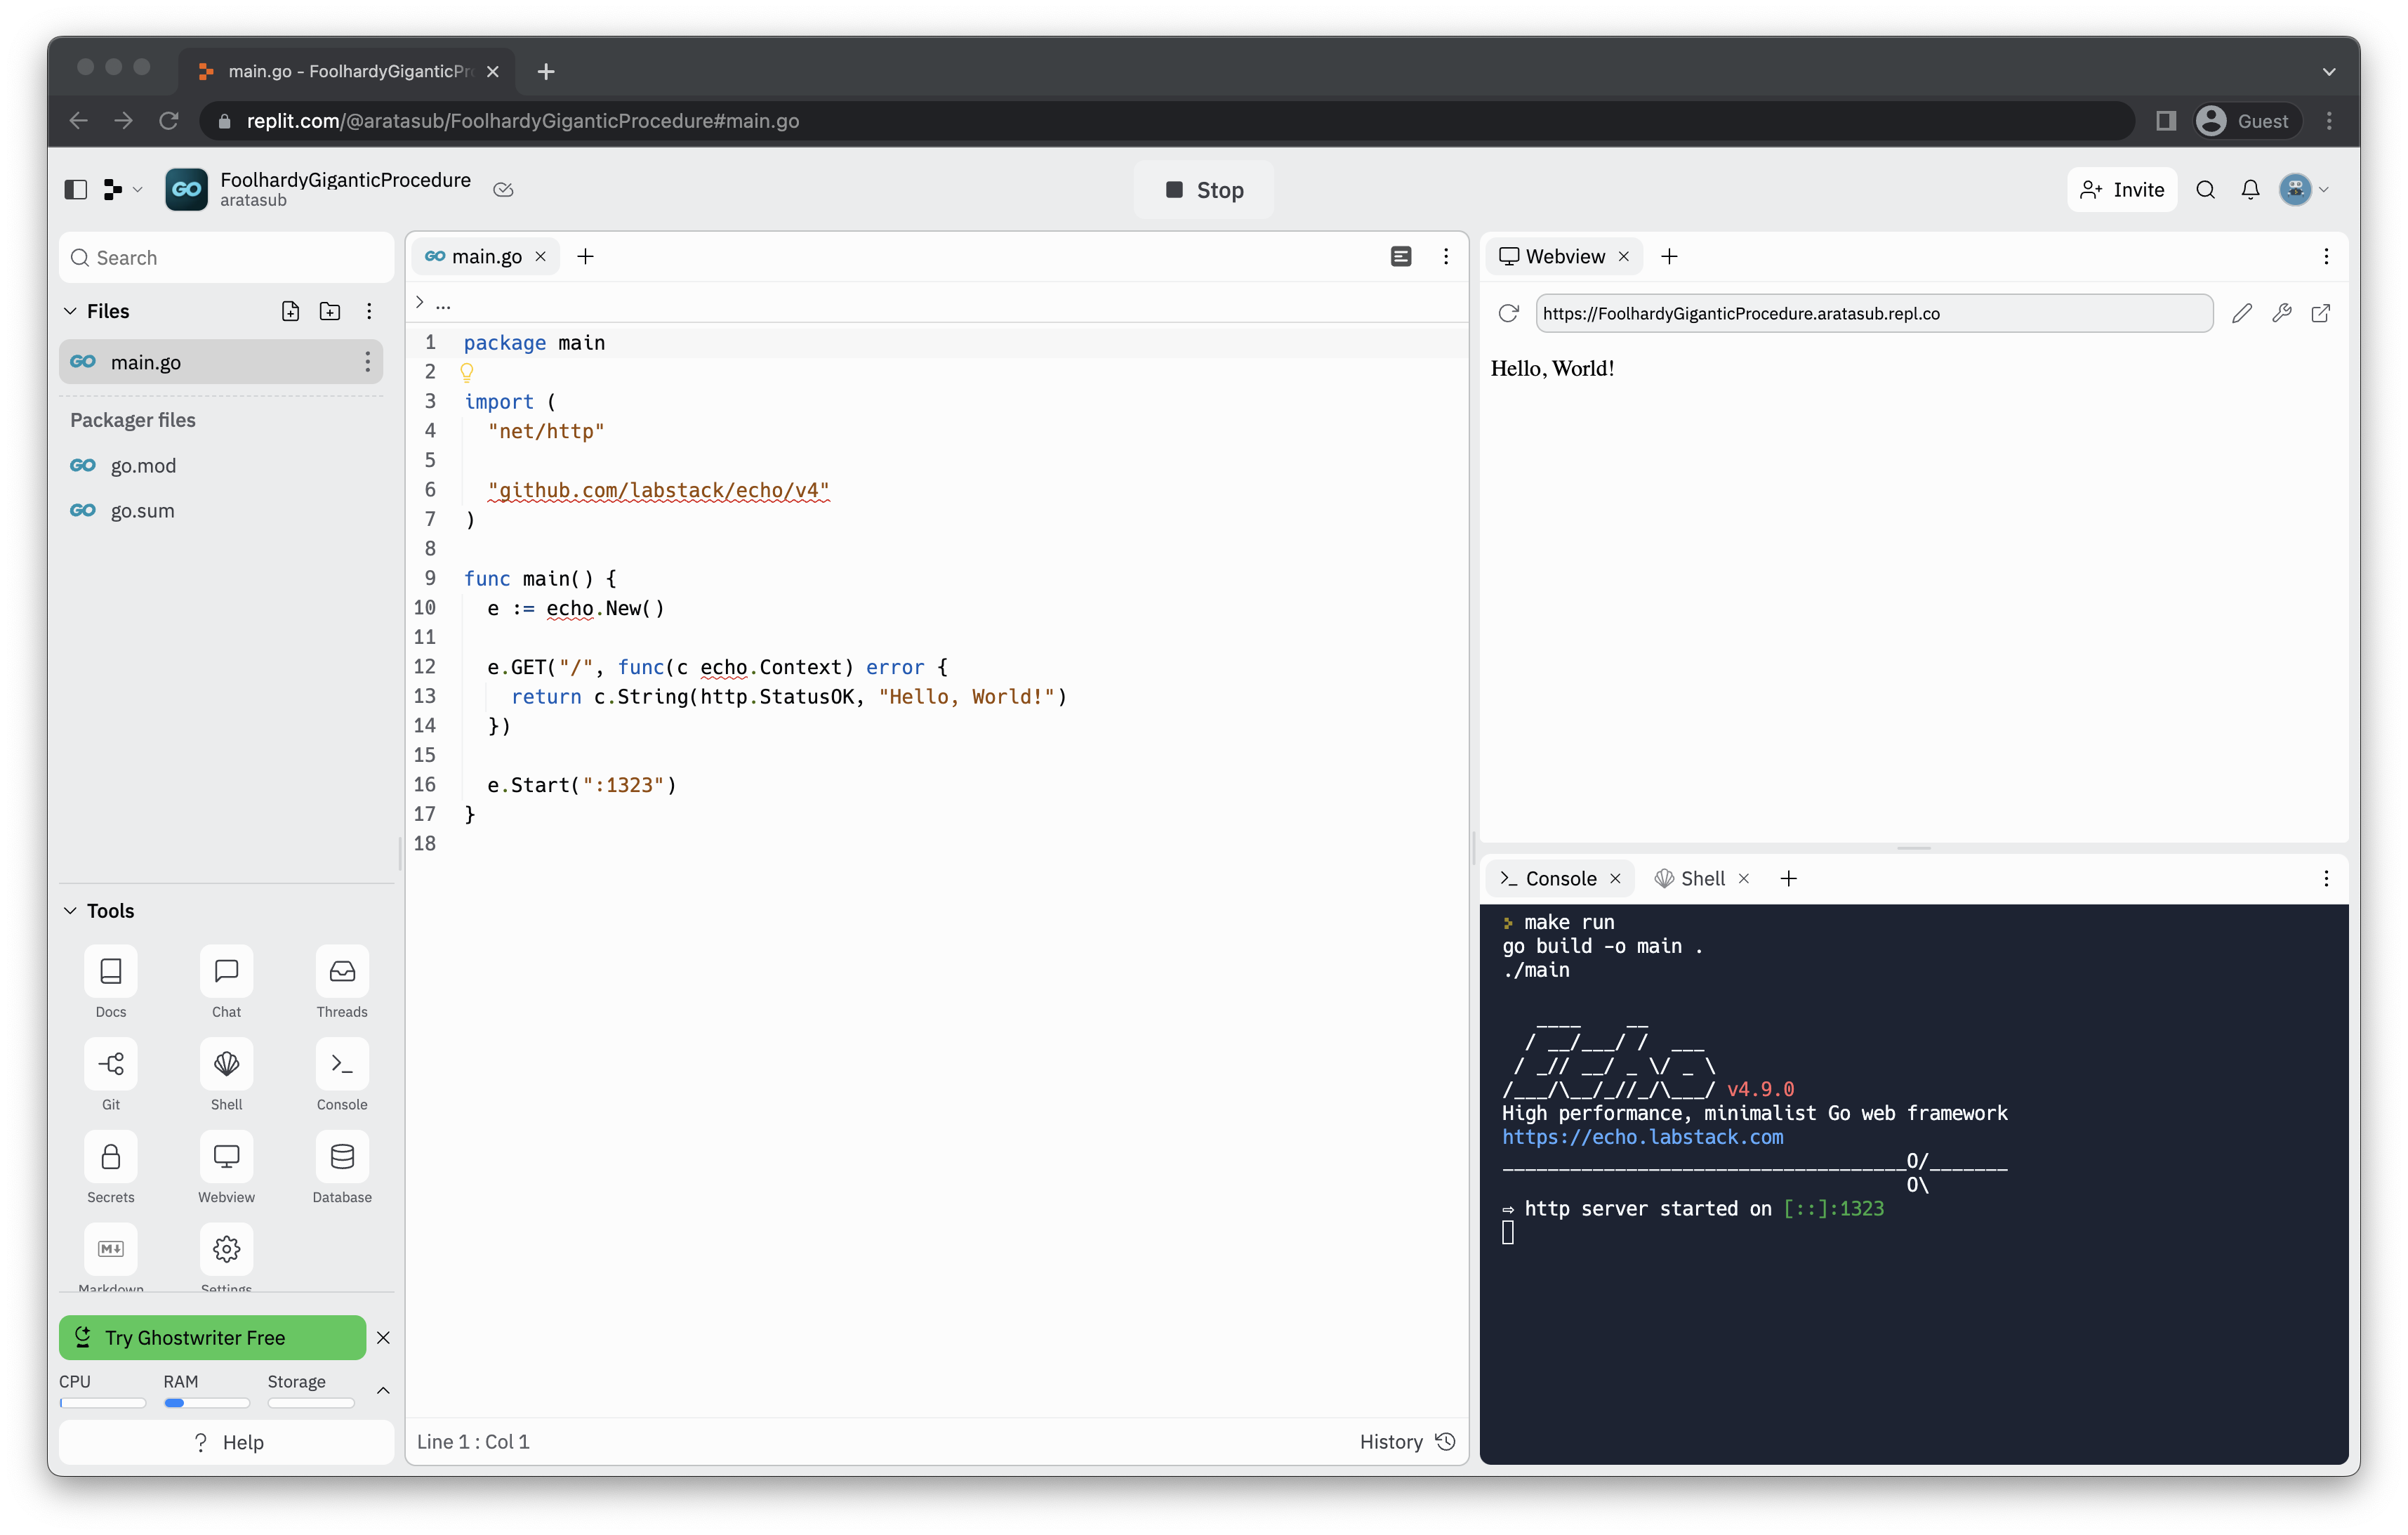 main.go - FoolhardyGiganticPr
replit.com/@aratasub/FoolhardyGiganticProcedure#main.go
Guest
GO
FoolhardyGiganticProcedure
aratasub
Stop
Invite
Search
Files
GO main.go
Packager files
GO go.mod
GO go.sum
Tools
Docs
Chat
Threads
Git
Shell
Console
Secrets
Webview
Database
M↓
Markdown
Settings
Try Ghostwriter Free
CPU
RAM
Storage
? Help
GO main.go
> ...
1 package main
2
3 import (
4 "net/http"
5
6 "github.com/labstack/echo/v4"
7 )
8
9 func main() {
10 e := echo.New()
11
12 e.GET("/", func(c echo.Context) error {
13 return c.String(http.StatusOK, "Hello, World!")
14 })
15
16 e.Start(":1323")
17 }
18
Line 1 : Col 1
History
Webview
https://FoolhardyGiganticProcedure.aratasub.repl.co
Hello, World!
>_ Console
Shell
make run
go build -o main .
./main
   ____    __
  / __/___/ /  ___
 / _// __/ _ \/ _ \
/___/\__/_//_/\___/ v4.9.0
High performance, minimalist Go web framework
https://echo.labstack.com
____________________________________O/_______
                                    O\
⇨ http server started on [::]:1323